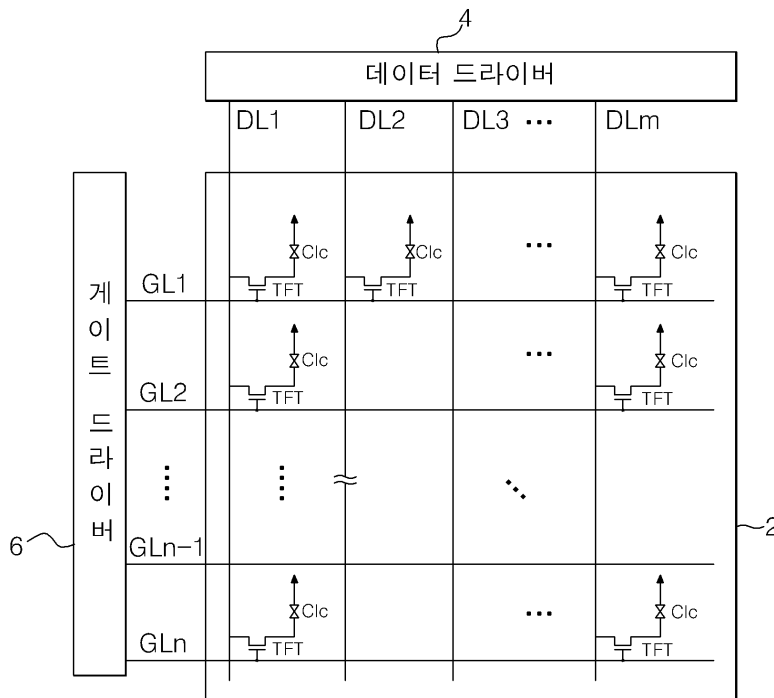 4
데이터 드라이버
DL1 DL2 DL3 ••• DLm
게이트 드라이버
Clc Clc ••• Clc
GL1 TFT TFT TFT
Clc ••• Clc
GL2 TFT TFT
2
6
GLn-1
Clc ••• Clc
GLn TFT TFT